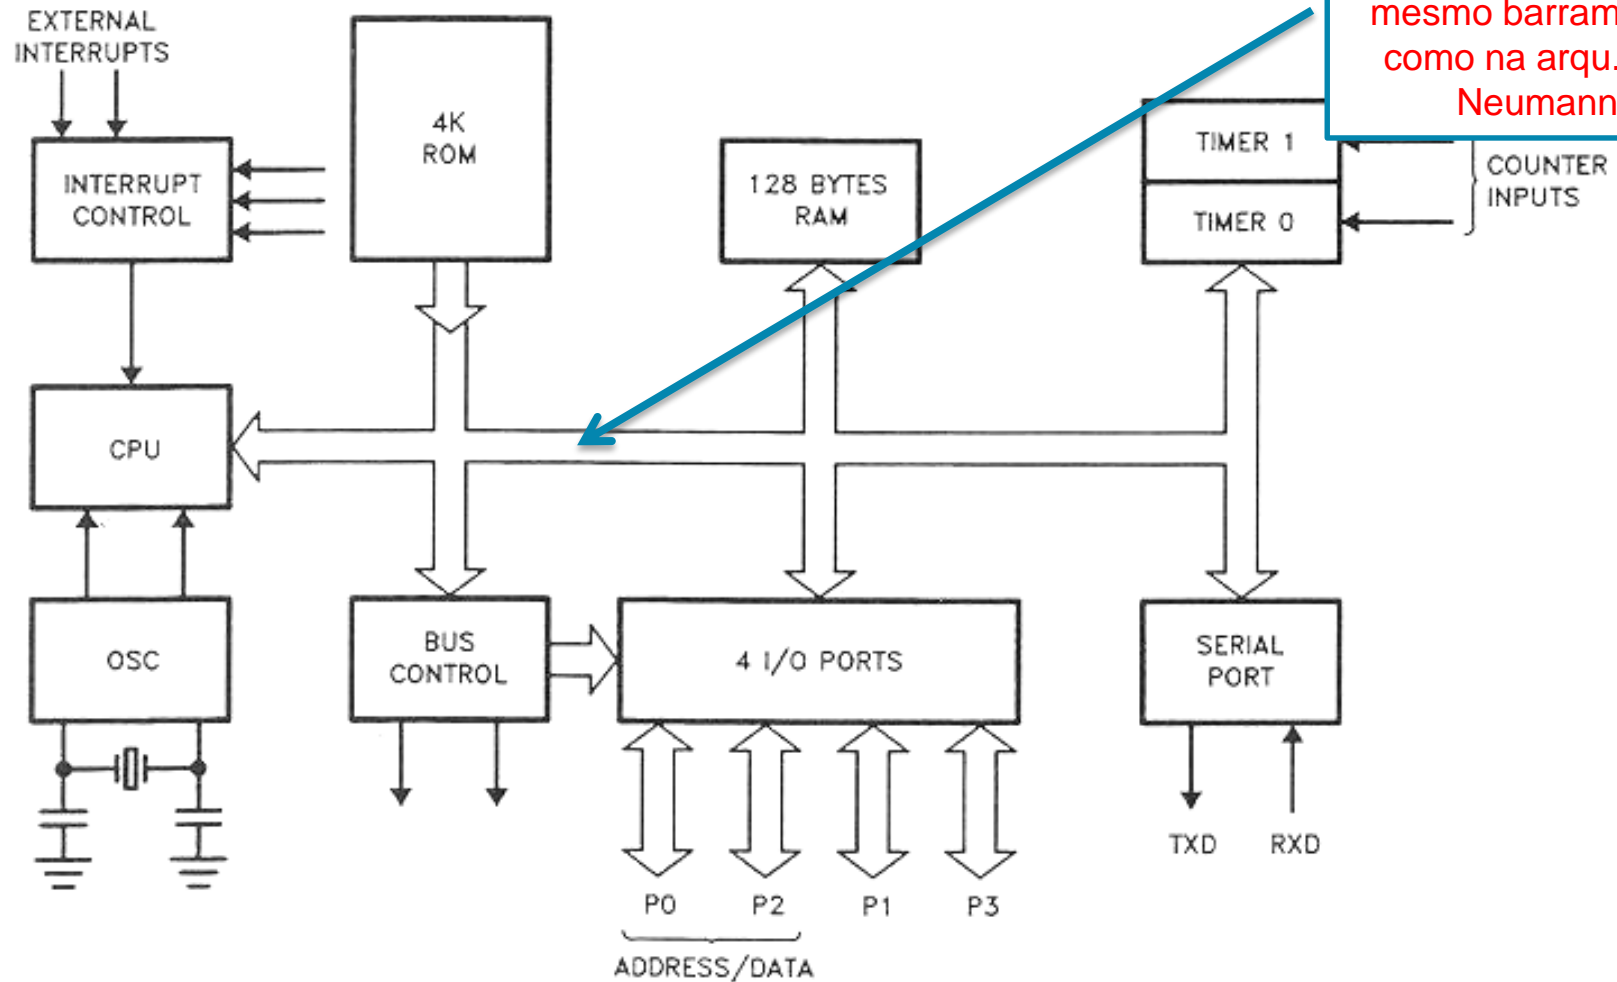 EXTERNAL
INTERRUPTS
mesmo barram
como na arqu.
Neumann
4K
ROM
INTERRUPT
CONTROL
128 BYTES
RAM
TIMER 1
TIMER 0
COUNTER
INPUTS
CPU
OSC
BUS
CONTROL
4 I/O PORTS
SERIAL
PORT
TXD
RXD
P0
P2
P1
P3
ADDRESS/DATA